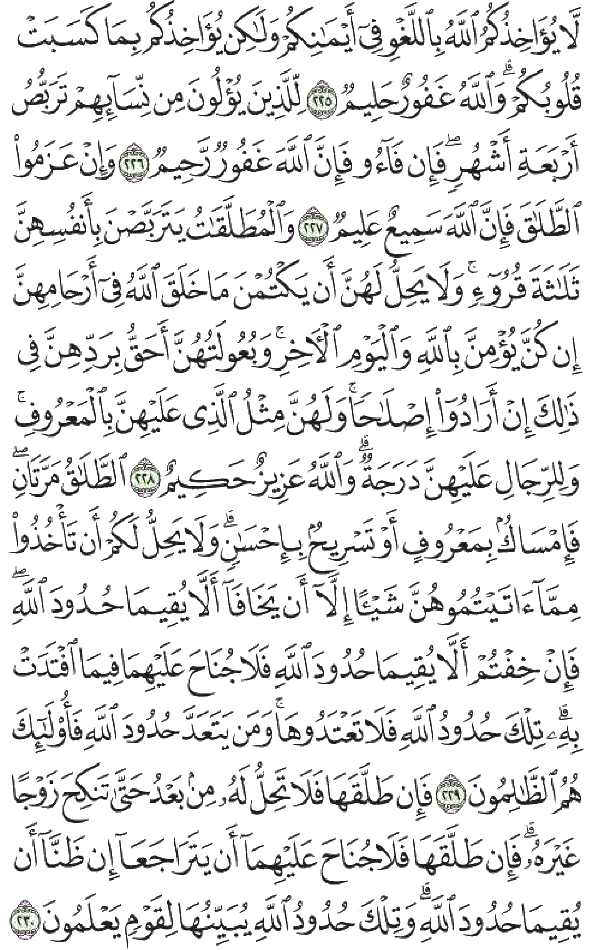 لَّا يُؤَاخِذُكُمُ ٱللَّهُ بِٱللَّغْوِ فِىٓ أَيْمَـٰنِكُمْ وَلَـٰكِن يُؤَاخِذُكُم بِمَا كَسَبَتْ
قُلُوبُكُمْ ۗ وَٱللَّهُ غَفُورٌ حَلِيمٌ ٢٢٥ لِّلَّذِينَ يُؤْلُونَ مِن نِّسَآئِهِمْ تَرَبُّصُ
أَرْبَعَةِ أَشْهُرٍ ۖ فَإِن فَآءُو فَإِنَّ ٱللَّهَ غَفُورٌ رَّحِيمٌ ٢٢٦ وَإِنْ عَزَمُوا۟
ٱلطَّلَـٰقَ فَإِنَّ ٱللَّهَ سَمِيعٌ عَلِيمٌ ٢٢٧ وَٱلْمُطَلَّقَـٰتُ يَتَرَبَّصْنَ بِأَنفُسِهِنَّ
ثَلَـٰثَةَ قُرُوٓءٍ ۚ وَلَا يَحِلُّ لَهُنَّ أَن يَكْتُمْنَ مَا خَلَقَ ٱللَّهُ فِىٓ أَرْحَامِهِنَّ
إِن كُنَّ يُؤْمِنَّ بِٱللَّهِ وَٱلْيَوْمِ ٱلْـَٔاخِرِ ۚ وَبُعُولَتُهُنَّ أَحَقُّ بِرَدِّهِنَّ فِى
ذَٰلِكَ إِنْ أَرَادُوٓا۟ إِصْلَـٰحًا ۚ وَلَهُنَّ مِثْلُ ٱلَّذِى عَلَيْهِنَّ بِٱلْمَعْرُوفِ ۚ
وَلِلرِّجَالِ عَلَيْهِنَّ دَرَجَةٌ ۗ وَٱللَّهُ عَزِيزٌ حَكِيمٌ ٢٢٨ ٱلطَّلَـٰقُ مَرَّتَانِ ۖ
فَإِمْسَاكٌۢ بِمَعْرُوفٍ أَوْ تَسْرِيحٌۢ بِإِحْسَـٰنٍ ۗ وَلَا يَحِلُّ لَكُمْ أَن تَأْخُذُوا۟
مِمَّآ ءَاتَيْتُمُوهُنَّ شَيْـًٔا إِلَّآ أَن يَخَافَآ أَلَّا يُقِيمَا حُدُودَ ٱللَّهِ ۖ
فَإِنْ خِفْتُمْ أَلَّا يُقِيمَا حُدُودَ ٱللَّهِ فَلَا جُنَاحَ عَلَيْهِمَا فِيمَا ٱفْتَدَتْ
بِهِۦ ۗ تِلْكَ حُدُودُ ٱللَّهِ فَلَا تَعْتَدُوهَا ۚ وَمَن يَتَعَدَّ حُدُودَ ٱللَّهِ فَأُو۟لَـٰٓئِكَ
هُمُ ٱلظَّـٰلِمُونَ ٢٢٩ فَإِن طَلَّقَهَا فَلَا تَحِلُّ لَهُۥ مِنۢ بَعْدُ حَتَّىٰ تَنكِحَ زَوْجًا
غَيْرَهُۥ ۗ فَإِن طَلَّقَهَا فَلَا جُنَاحَ عَلَيْهِمَآ أَن يَتَرَاجَعَآ إِن ظَنَّآ أَن
يُقِيمَا حُدُودَ ٱللَّهِ ۗ وَتِلْكَ حُدُودُ ٱللَّهِ يُبَيِّنُهَا لِقَوْمٍ يَعْلَمُونَ ٢٣٠